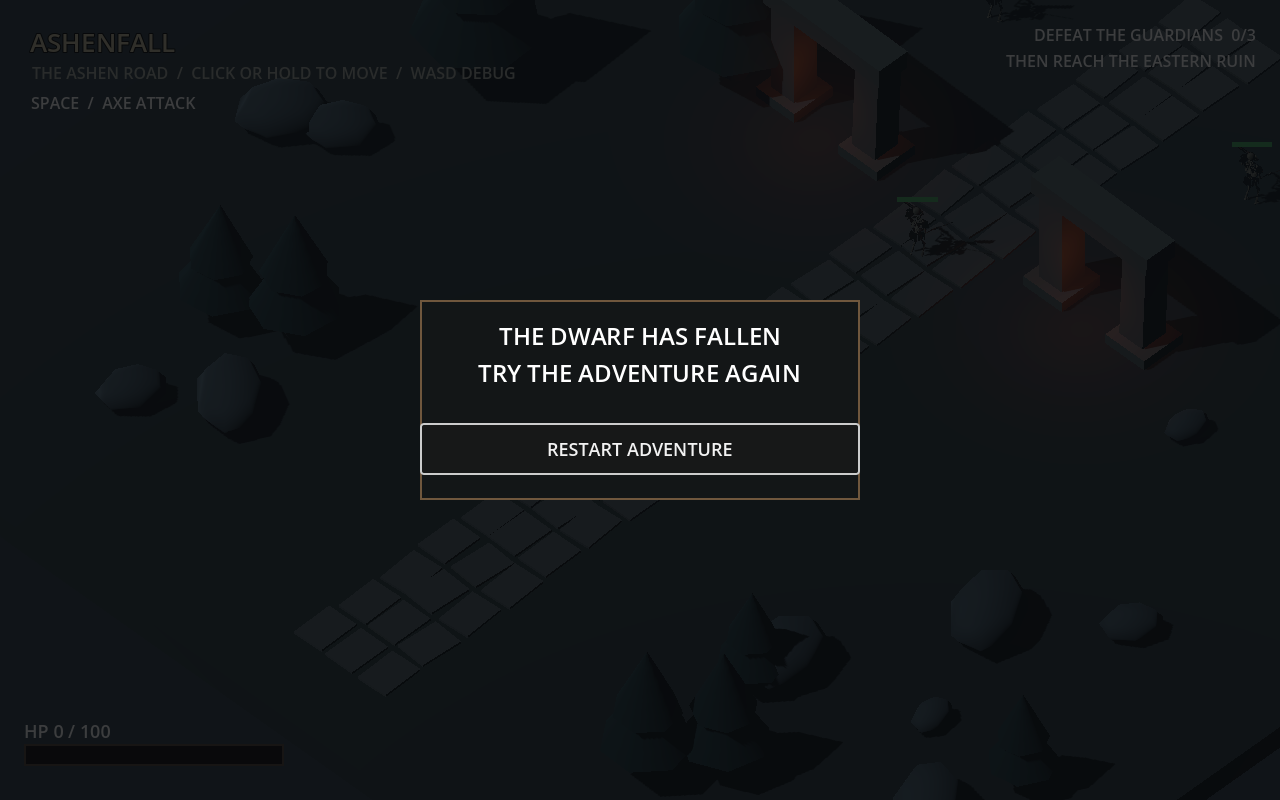 ASHENFALL
THE ASHEN ROAD / CLICK OR HOLD TO MOVE / WASD DEBUG
SPACE / AXE ATTACK
DEFEAT THE GUARDIANS 0/3
THEN REACH THE EASTERN RUIN
THE DWARF HAS FALLEN
TRY THE ADVENTURE AGAIN
RESTART ADVENTURE
HP 0 / 100